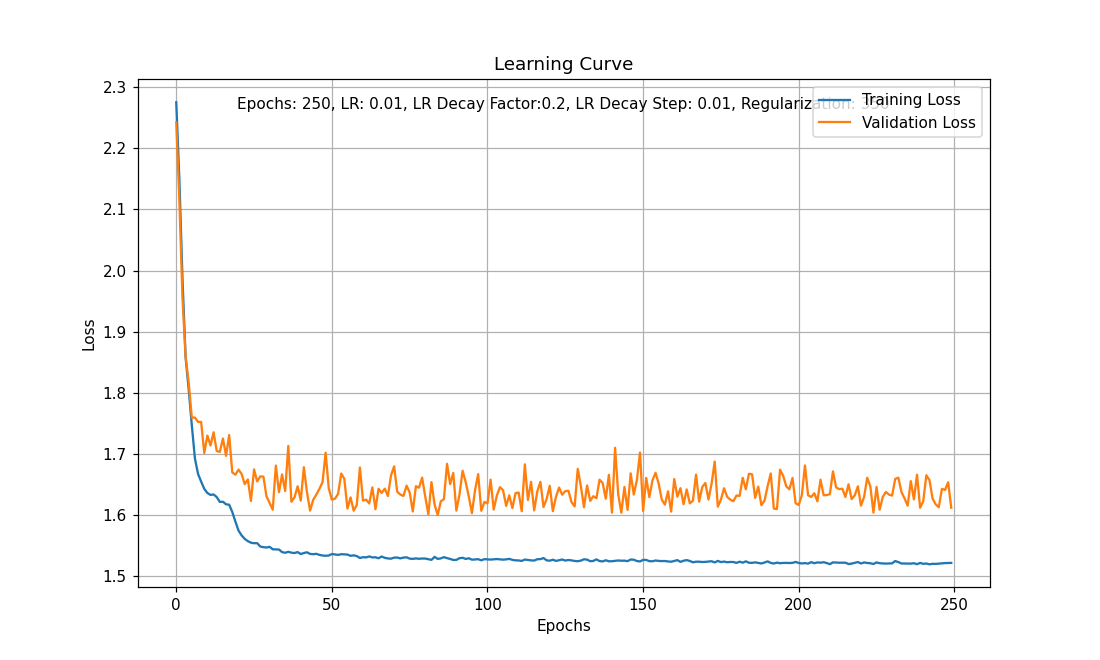 Learning Curve
Epochs: 250, LR: 0.01, LR Decay Factor:0.2, LR Decay Step: 0.01, Regularization: 350
Training Loss
Validation Loss
2.3
2.2
2.1
2.0
1.9
1.8
1.7
1.6
1.5
Loss
0 50 100 150 200 250
Epochs